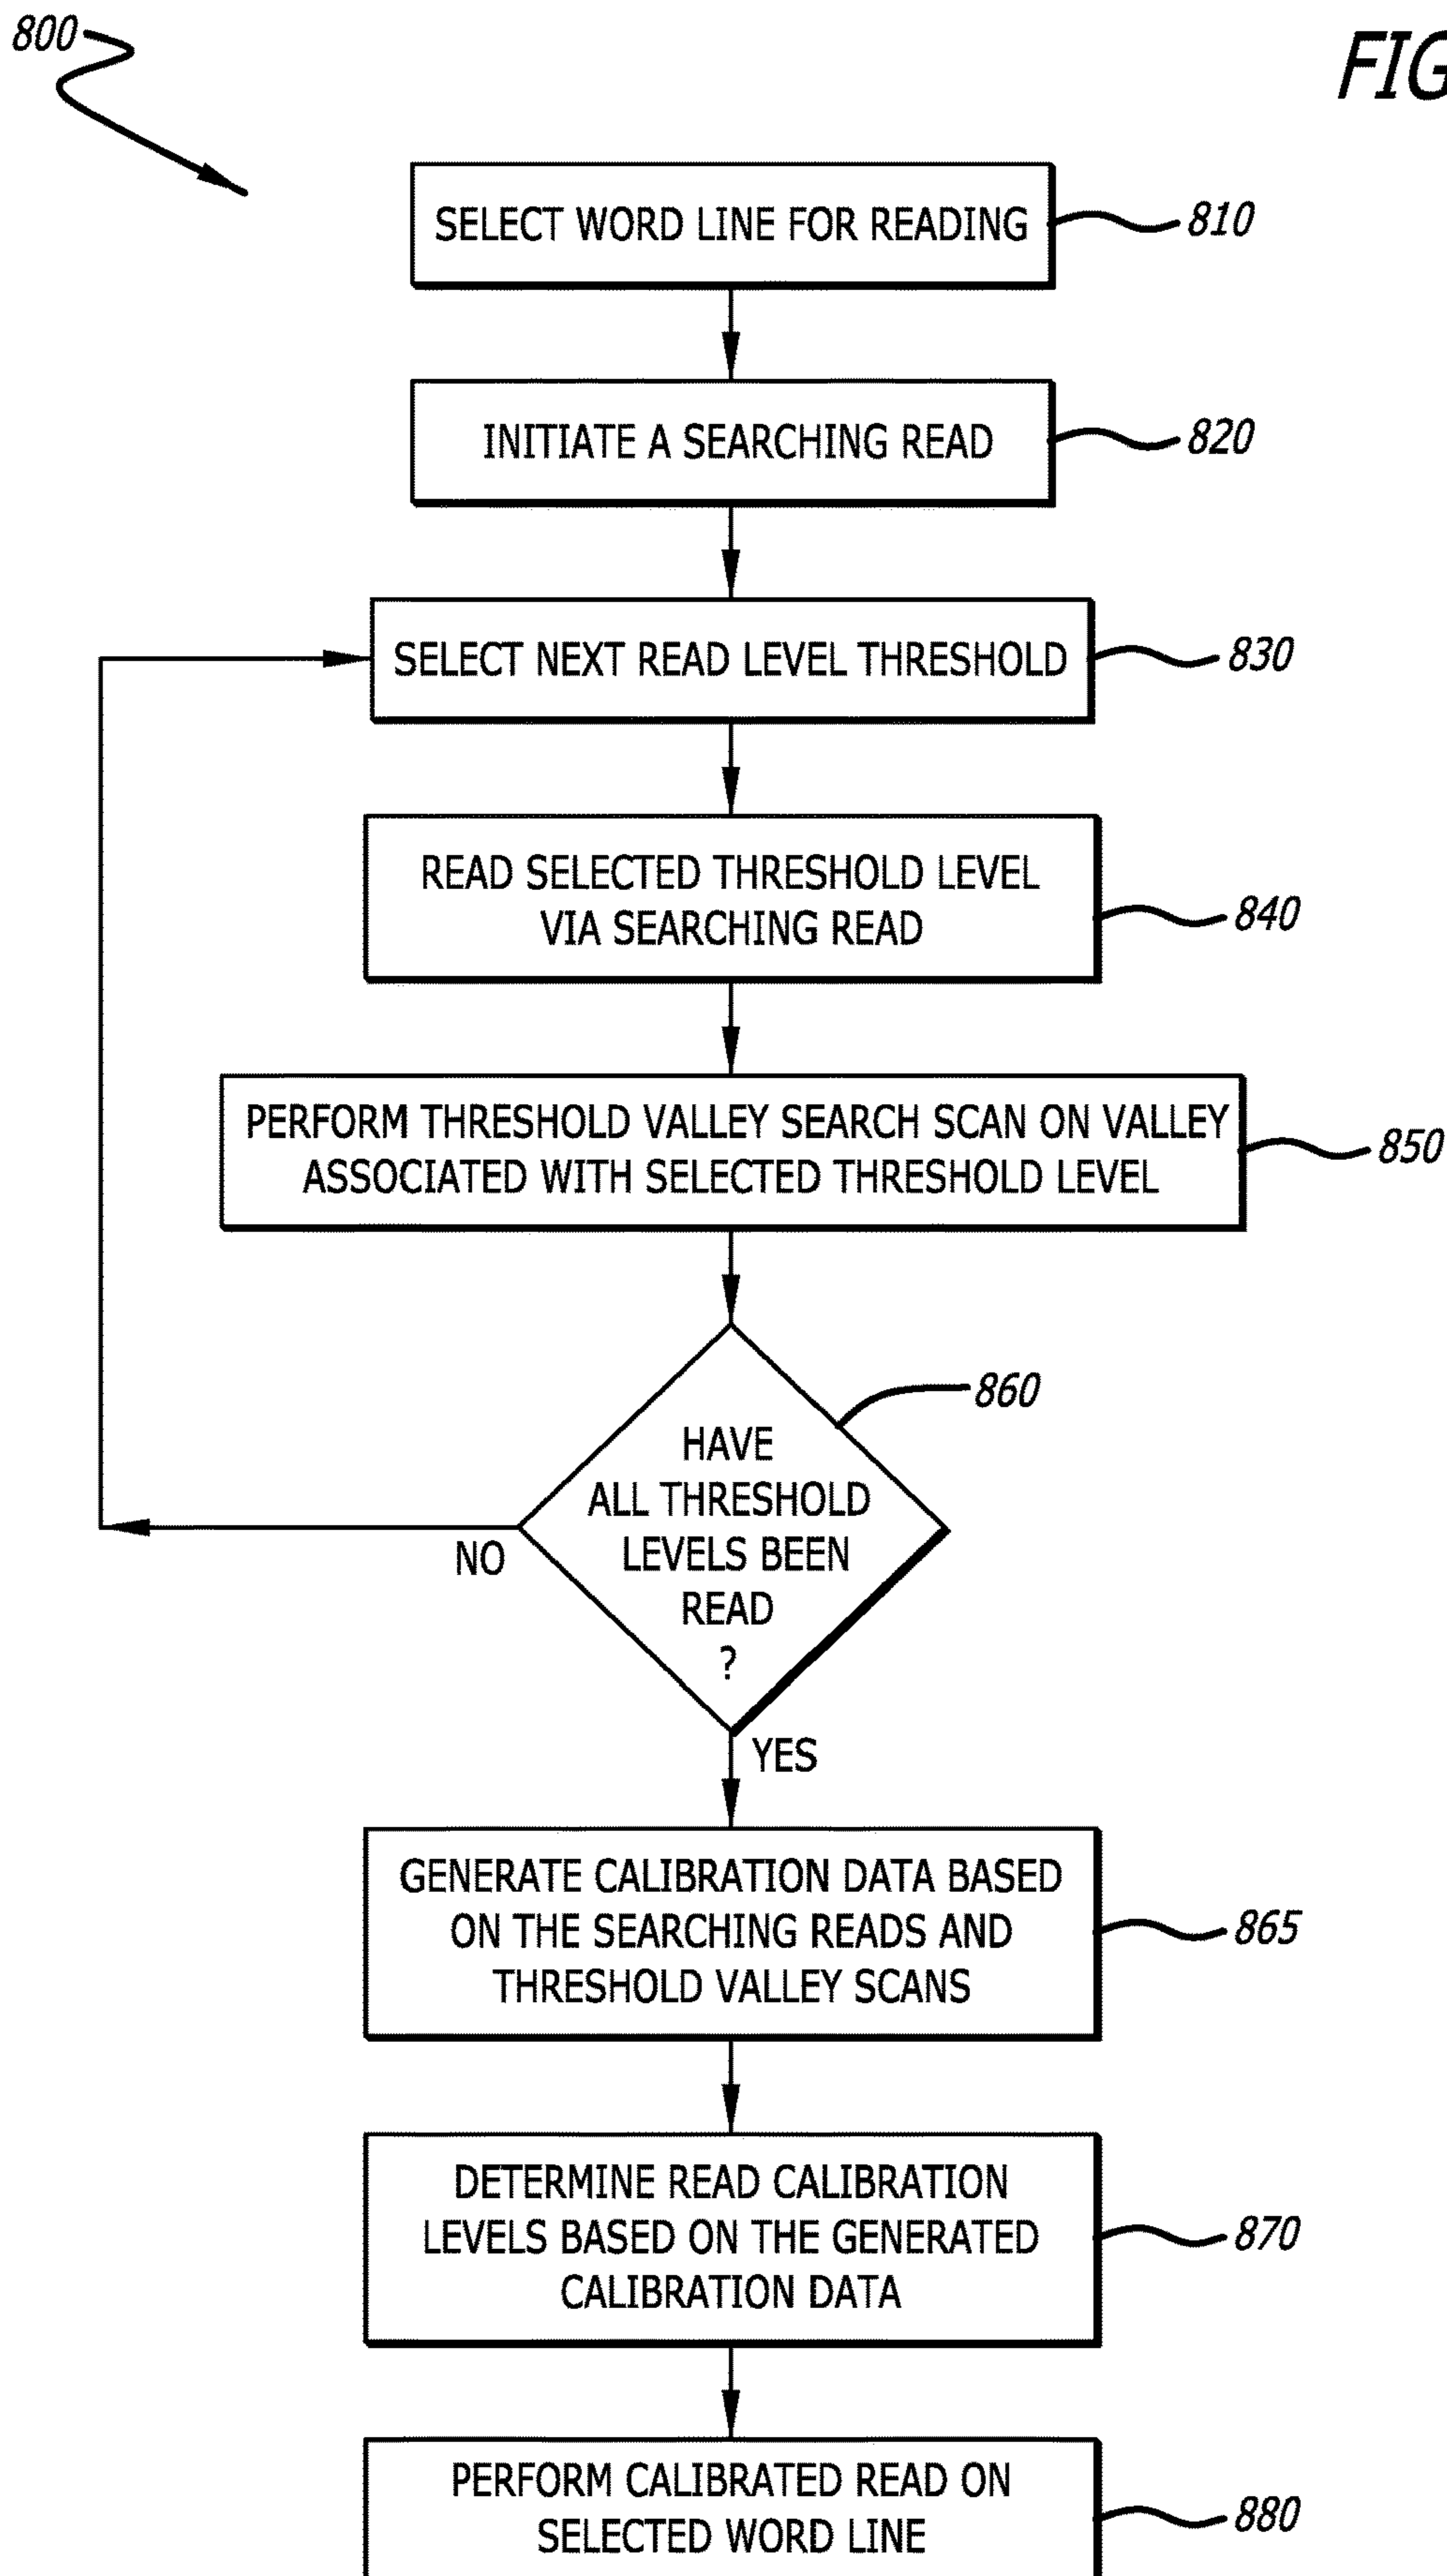 800
FIG
SELECT WORD LINE FOR READING
810
INITIATE A SEARCHING READ
820
SELECT NEXT READ LEVEL THRESHOLD
830
READ SELECTED THRESHOLD LEVEL
VIA SEARCHING READ
840
PERFORM THRESHOLD VALLEY SEARCH SCAN ON VALLEY
ASSOCIATED WITH SELECTED THRESHOLD LEVEL
850
860
HAVE
ALL THRESHOLD
LEVELS BEEN
READ
?
NO
YES
GENERATE CALIBRATION DATA BASED
ON THE SEARCHING READS AND
THRESHOLD VALLEY SCANS
865
DETERMINE READ CALIBRATION
LEVELS BASED ON THE GENERATED
CALIBRATION DATA
870
PERFORM CALIBRATED READ ON
SELECTED WORD LINE
880